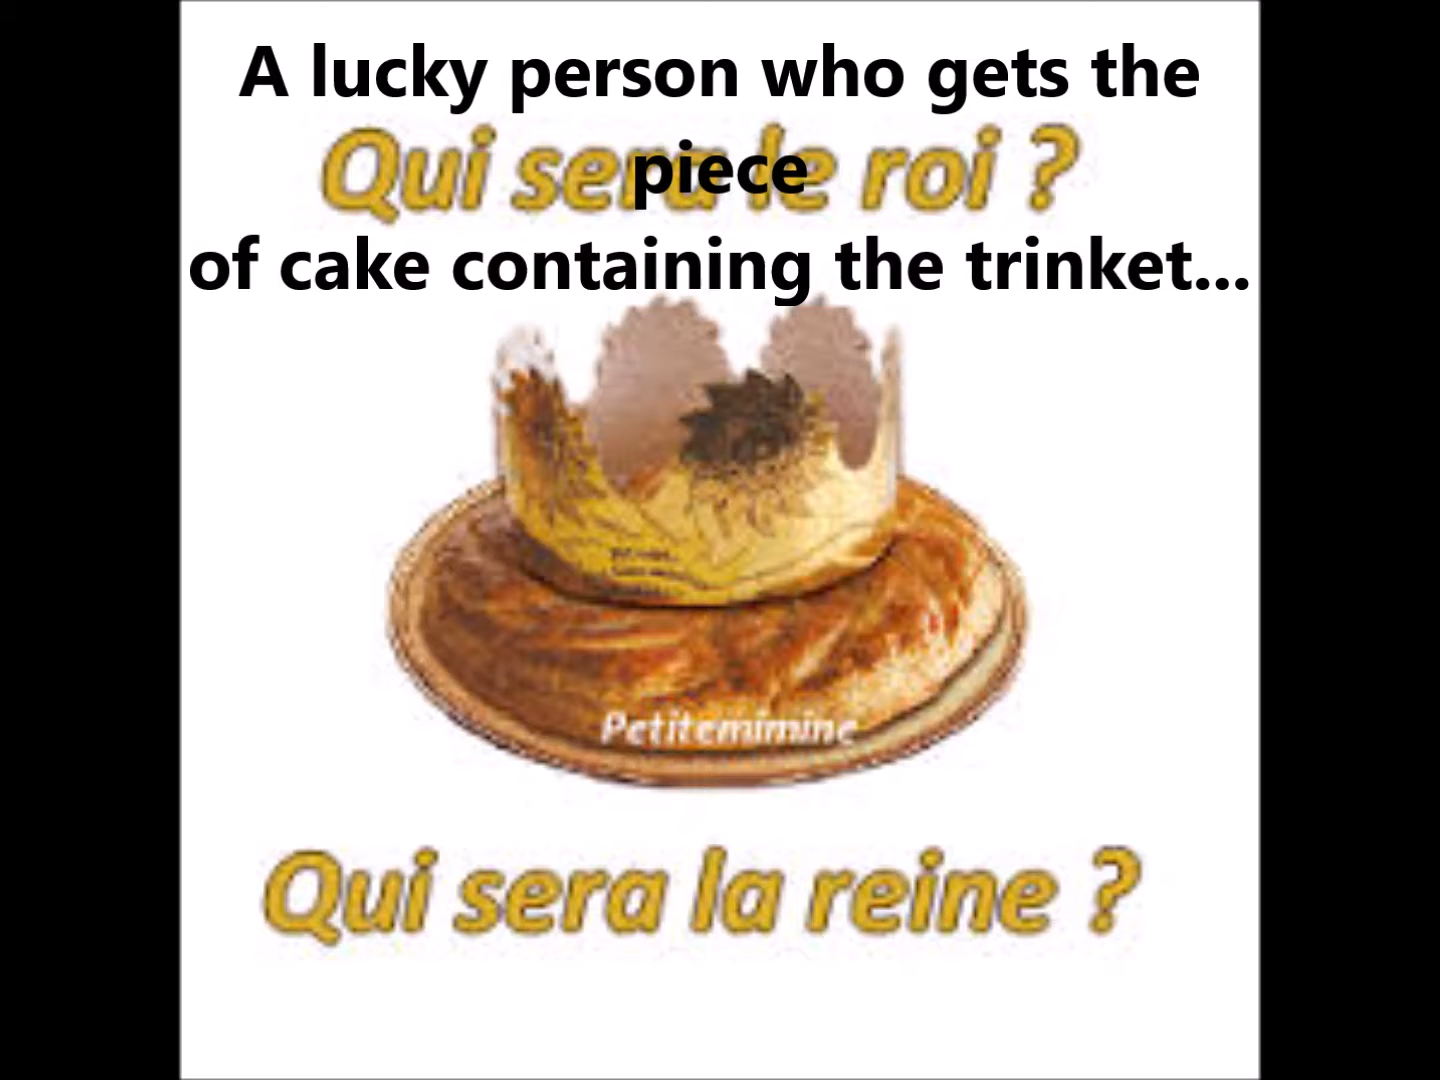 A lucky person who gets the
Qui sera le roi ?
piece
of cake containing the trinket...
Petitemimine
Qui sera la reine ?